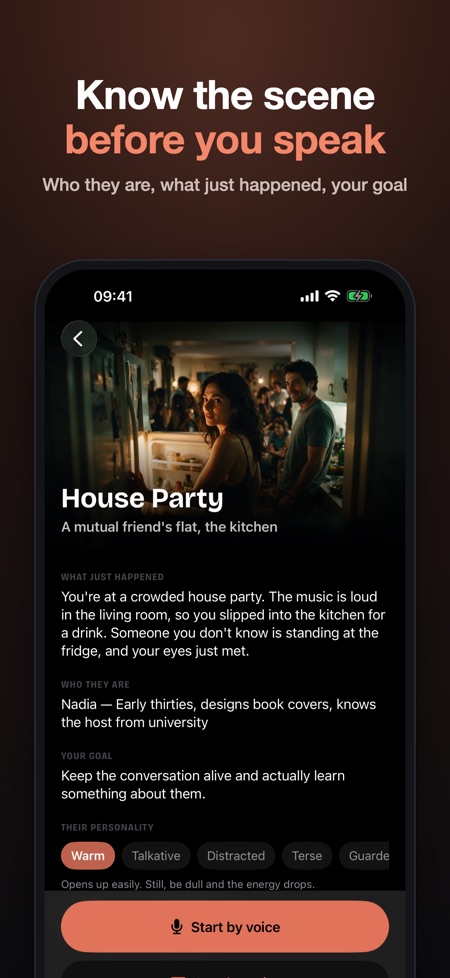 Know the scene
before you speak
Who they are, what just happened, your goal
09:41
House Party
A mutual friend's flat, the kitchen
WHAT JUST HAPPENED
You're at a crowded house party. The music is loud
in the living room, so you slipped into the kitchen for
a drink. Someone you don't know is standing at the
fridge, and your eyes just met.
WHO THEY ARE
Nadia — Early thirties, designs book covers, knows
the host from university
YOUR GOAL
Keep the conversation alive and actually learn
something about them.
THEIR PERSONALITY
Warm Talkative Distracted Terse Guarde
Opens up easily. Still, be dull and the energy drops.
Start by voice